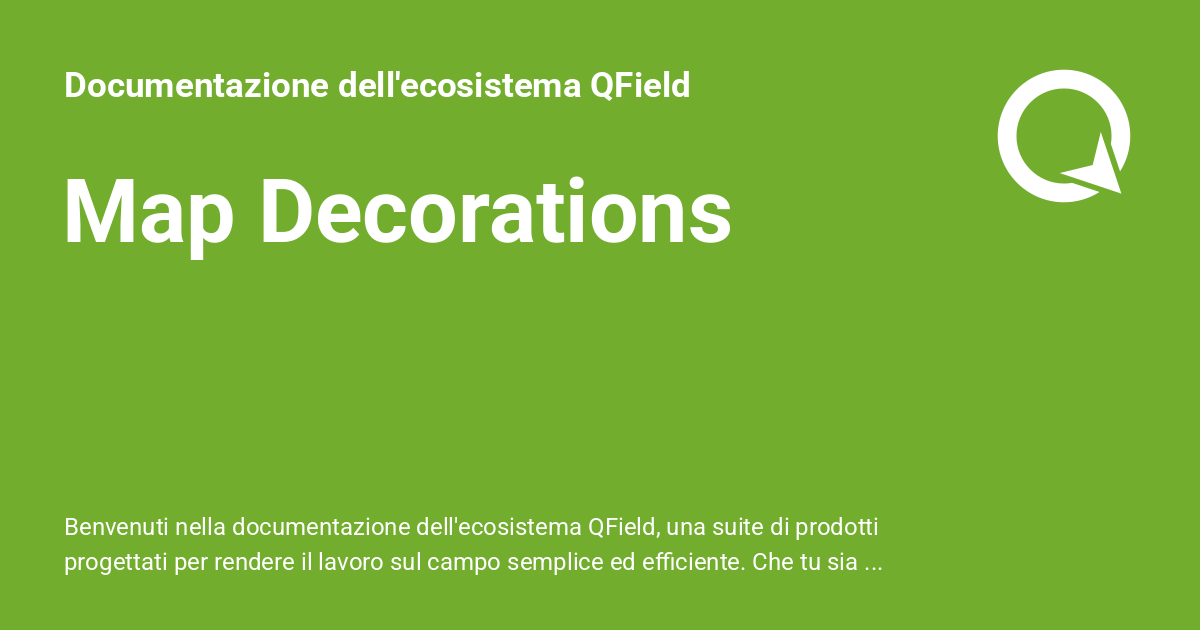 Documentazione dell'ecosistema QField
Map Decorations
Benvenuti nella documentazione dell'ecosistema QField, una suite di prodotti
progettati per rendere il lavoro sul campo semplice ed efficiente. Che tu sia ...